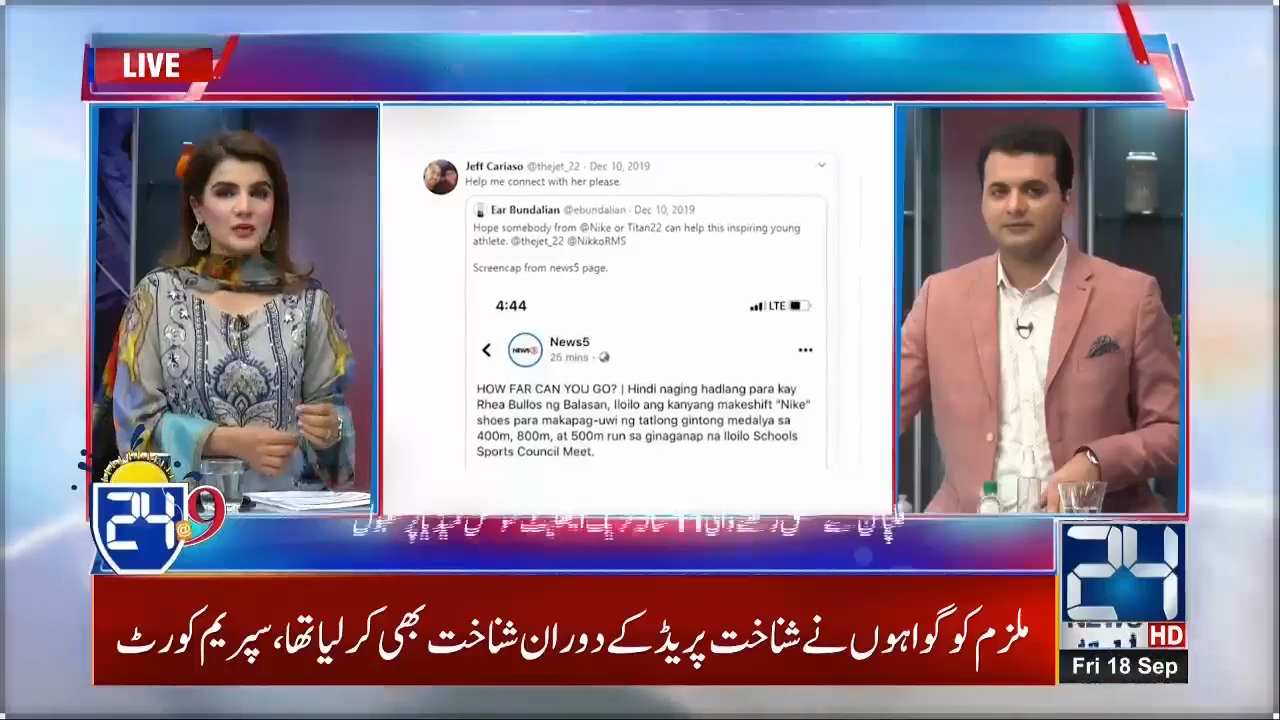 LIVE
Jeff Cariaso @thejet_22 · Dec 10, 2019
Help me connect with her please.
Ear Bundalian @ebundalian · Dec 10, 2019
Hope somebody from @Nike or Titan22 can help this inspiring young
athlete. @thejet_22 @NikkoRMS
Screencap from news5 page.
4:44
LTE
NEWS5
News5
25 mins ·
HOW FAR CAN YOU GO? | Hindi naging hadlang para kay
Rhea Bullos ng Balasan, Iloilo ang kanyang makeshift "Nike"
shoes para makapag-uwi ng tatlong gintong medalya sa
400m, 800m, at 500m run sa ginaganap na Iloilo Schools
Sports Council Meet.
24@9
ملزم کو گواہوں نے شناخت پریڈ کے دوران شناخت بھی کر لیا تھا، سپریم کورٹ
24
HD
Fri 18 Sep